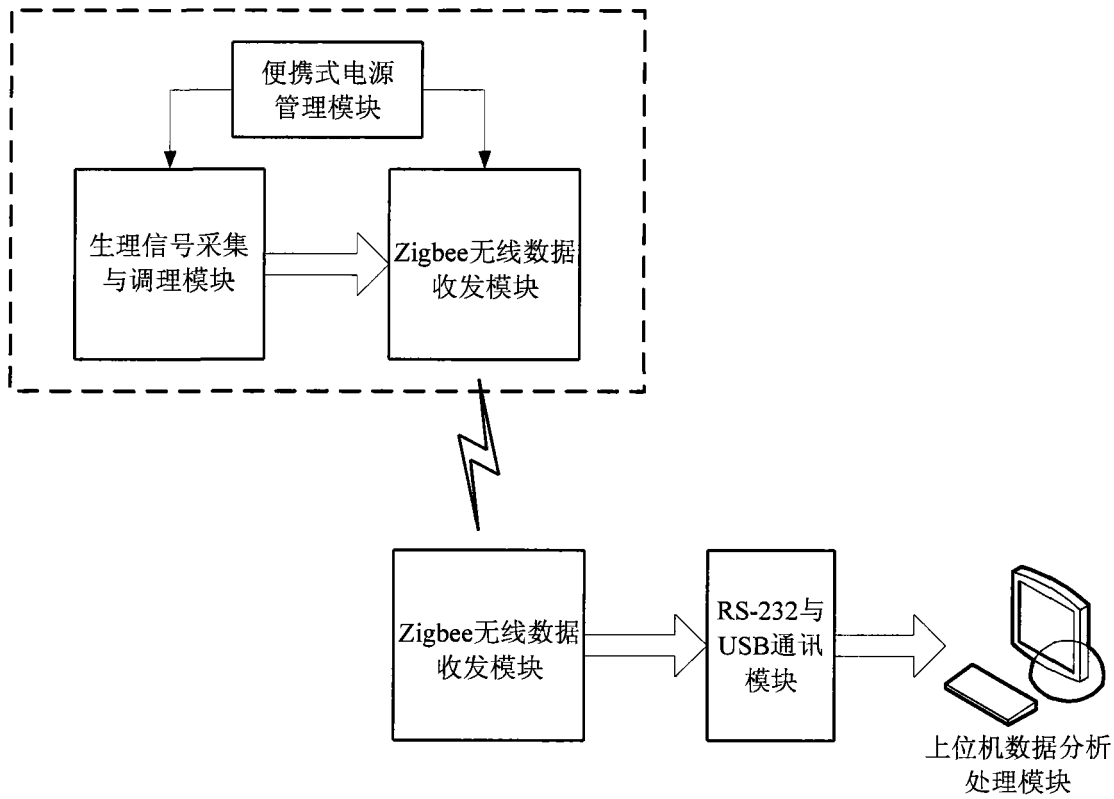 便携式电源
管理模块
生理信号采集
与调理模块
Zigbee无线数据
收发模块
Zigbee无线数据
收发模块
RS-232与
USB通讯
模块
上位机数据分析
处理模块